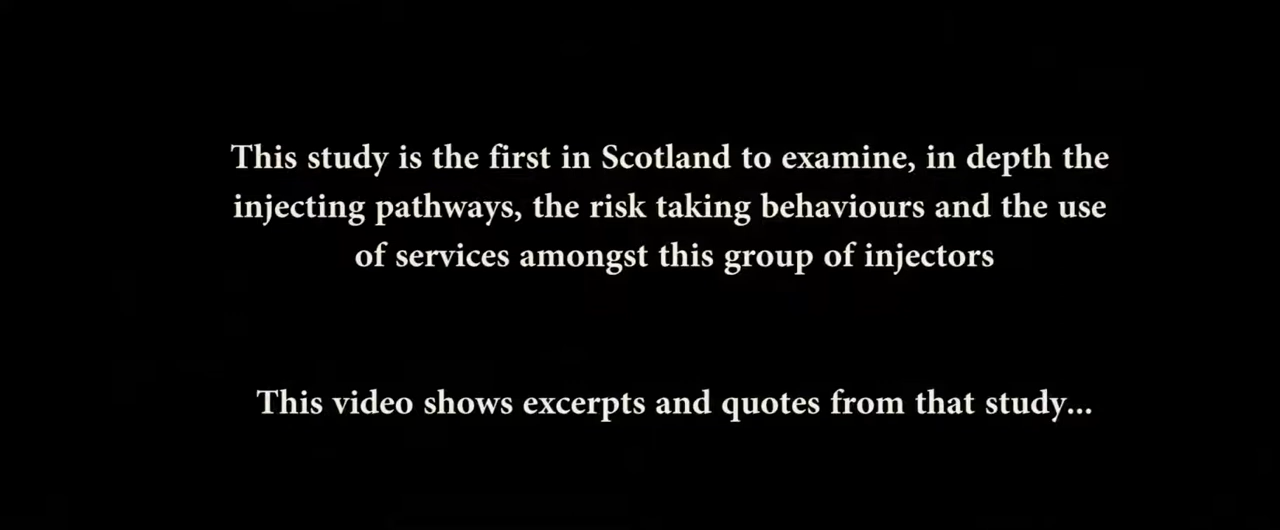 This study is the first in Scotland to examine, in depth the
injecting pathways, the risk taking behaviours and the use
of services amongst this group of injectors
This video shows excerpts and quotes from that study...